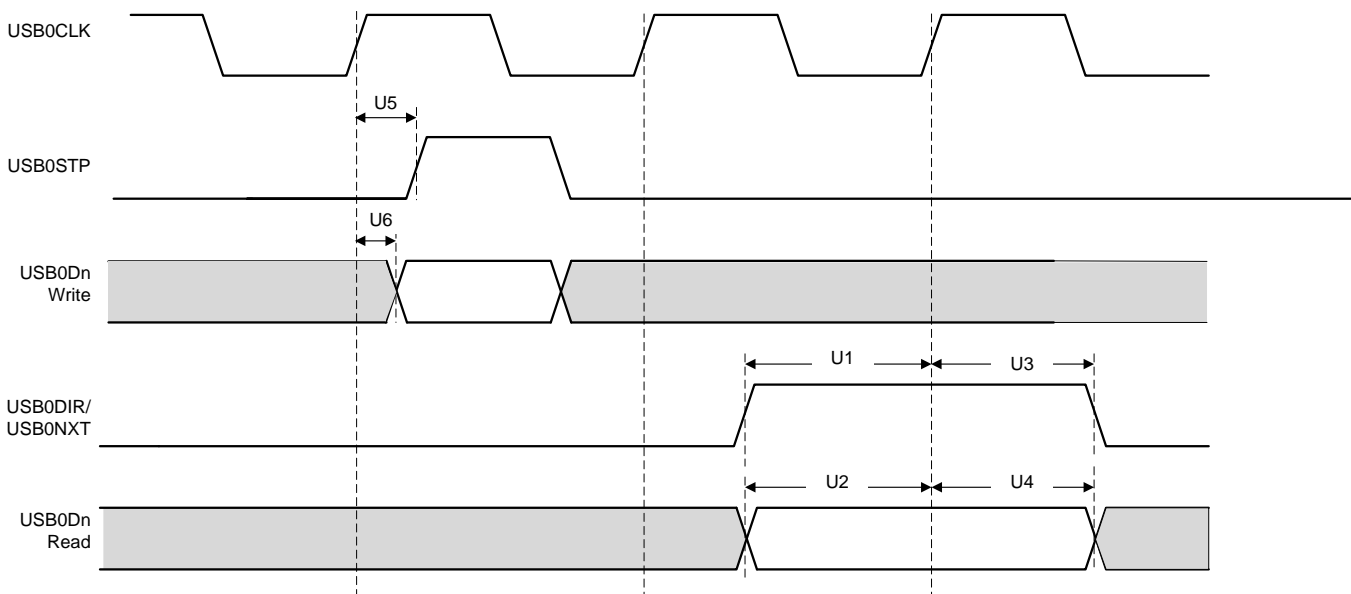 USB0CLK
U5
USB0STP
U6
USB0Dn
Write
U1
U3
USB0DIR/
USB0NXT
U2
U4
USB0Dn
Read